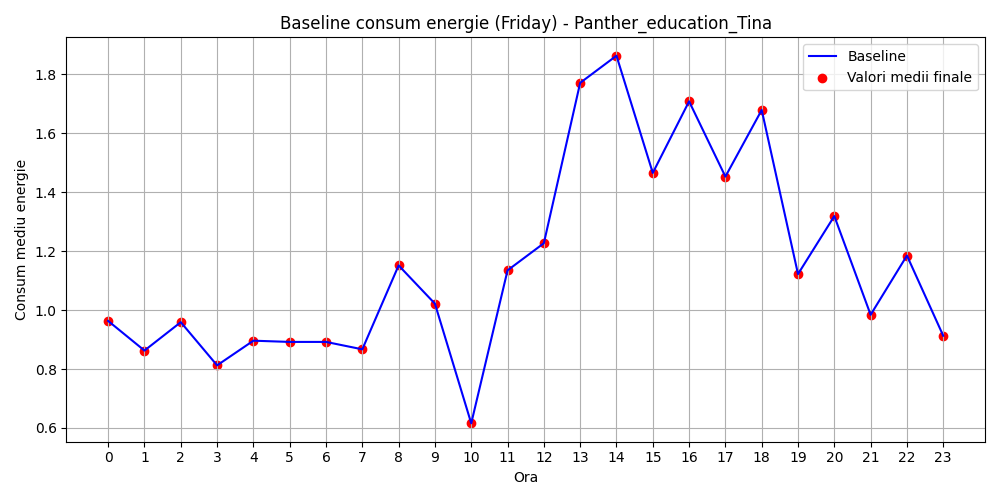 Baseline consum energie (Friday) - Panther_education_Tina
Baseline
Valori medii finale
Consum mediu energie
1.8
1.6
1.4
1.2
1.0
0.8
0.6
0 1 2 3 4 5 6 7 8 9 10 11 12 13 14 15 16 17 18 19 20 21 22 23
Ora